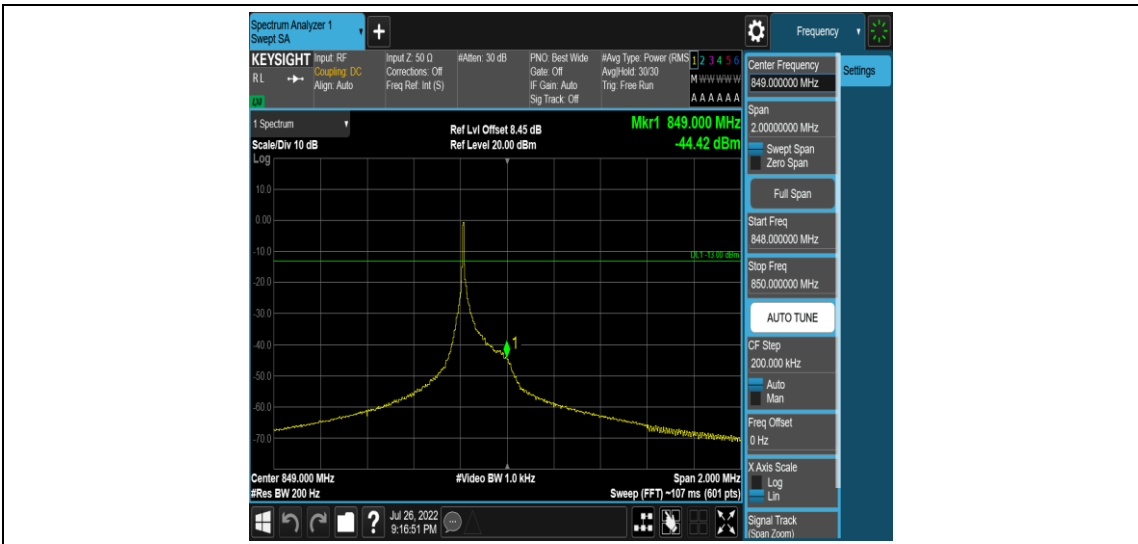 Spectrum Analyzer 1
Swept SA
+
Frequency
KEYSIGHT
RL
LXI
Input: RF
Coupling: DC
Align: Auto
Input Z: 50 Ω
Corrections: Off
Freq Ref: Int (S)
#Atten: 30 dB
PNO: Best Wide
Gate: Off
IF Gain: Auto
Sig Track: Off
#Avg Type: Power (RMS
Avg|Hold: 30/30
Trig: Free Run
1 2 3 4 5 6
M W W W W W
A A A A A A
Center Frequency
849.000000 MHz
Settings
1 Spectrum
Scale/Div 10 dB
Log
Ref Lvl Offset 8.45 dB
Ref Level 20.00 dBm
Mkr1 849.000 MHz
-44.42 dBm
Span
2.00000000 MHz
Swept Span
Zero Span
Full Span
Start Freq
848.000000 MHz
Stop Freq
850.000000 MHz
AUTO TUNE
CF Step
200.000 kHz
Auto
Man
Freq Offset
0 Hz
X Axis Scale
Log
Lin
Signal Track
(Span Zoom)
10.0
0.00
-10.0
DL1 -13.00 dBm
-20.0
-30.0
-40.0
1
-50.0
-60.0
-70.0
Center 849.000 MHz
#Video BW 1.0 kHz
Span 2.000 MHz
#Res BW 200 Hz
Sweep (FFT) ~107 ms (601 pts)
?
Jul 26, 2022
9:16:51 PM